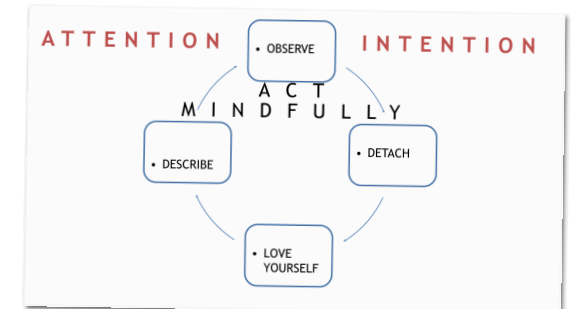 ATTENTION
INTENTION
• OBSERVE
ACT
MINDFULLY
• DETACH
• DESCRIBE
• LOVE
YOURSELF